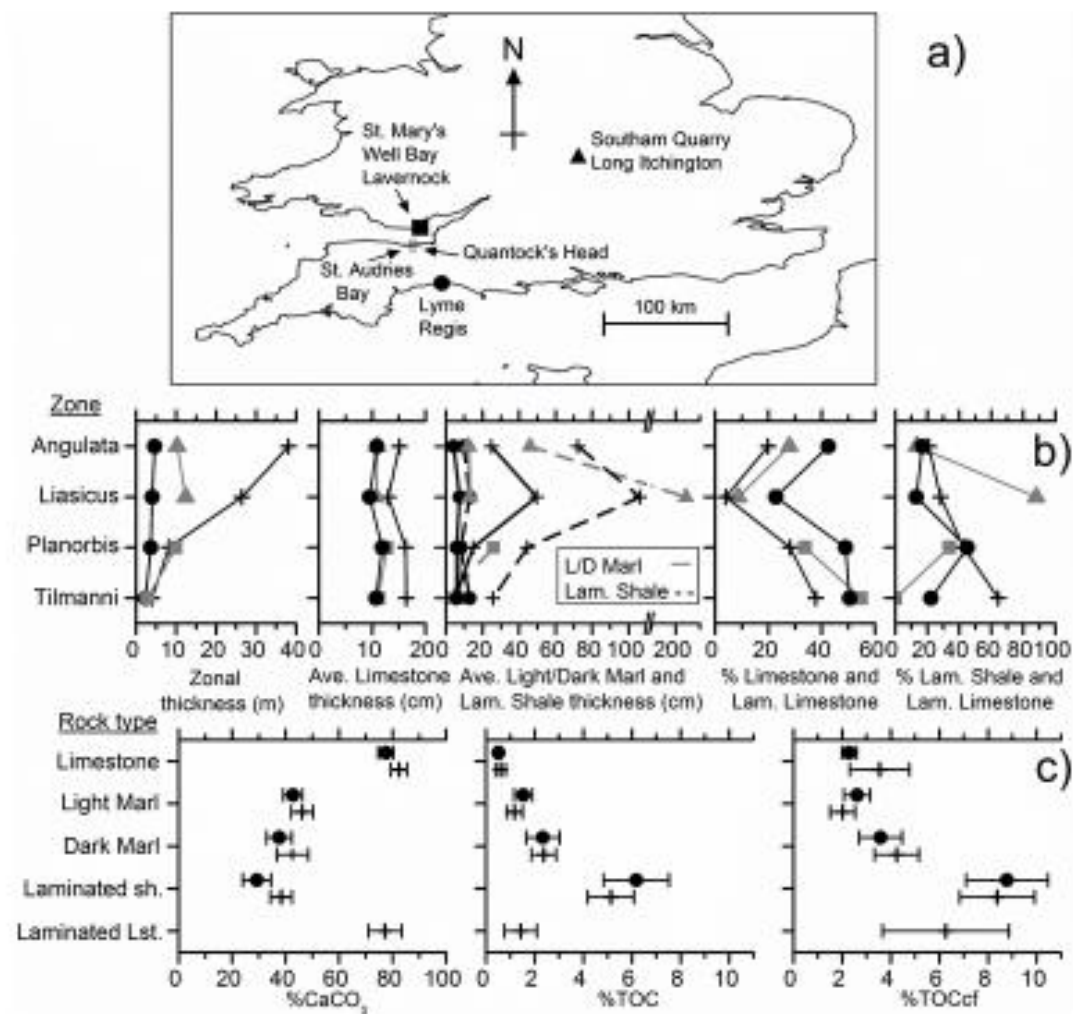 a)
N
St. Mary's
Well Bay
Lavernock
Southam Quarry
Long Itchington
Quantock's Head
St. Audries
Bay
Lyme
Regis
100 km
Zone
b)
Angulata
Liasicus
Planorbis
Tilmanni
L/D Marl
Lam. Shale
0 10 20 30 40
0 10 20
0 20 40 60 80 100 200
0 20 40 600
0 20 40 60 80 100
Zonal
thickness (m)
Ave. Limestone
thickness (cm)
Ave. Light/Dark Marl and
Lam. Shale thickness (cm)
% Limestone and
Lam. Limestone
% Lam. Shale and
Lam. Limestone
Rock type
c)
Limestone
Light Marl
Dark Marl
Laminated sh.
Laminated Lst.
0 20 40 60 80 100
0 2 4 6 8 10
0 2 4 6 8 10
%CaCO₃
%TOC
%TOCcf